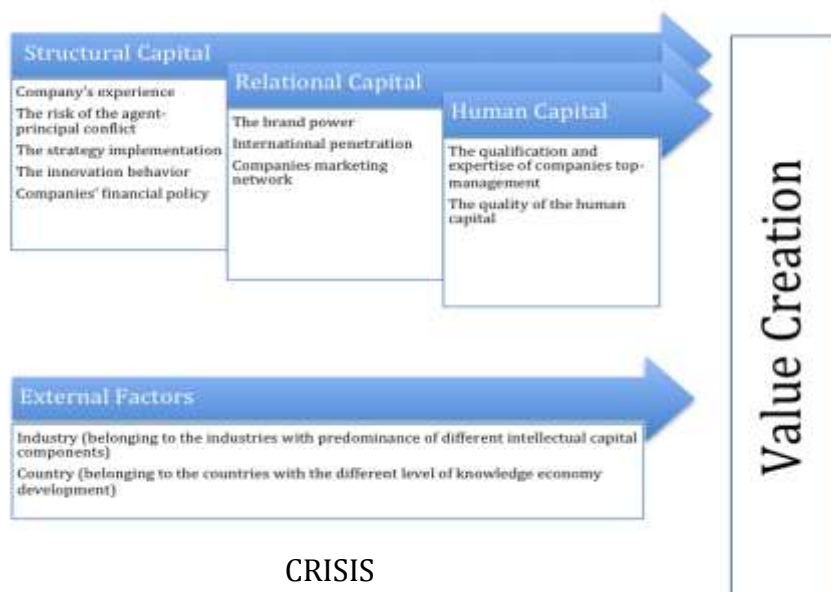 Structural Capital
Company's experience
The risk of the agent-
principal conflict
The strategy implementation
The innovation behavior
Companies' financial policy
Relational Capital
The brand power
International penetration
Companies marketing
network
Human Capital
The qualification and
expertise of companies top-
management
The quality of the human
capital
External Factors
Industry (belonging to the industries with predominance of different intellectual capital
components)
Country (belonging to the countries with the different level of knowledge economy
development)
CRISIS
Value Creation